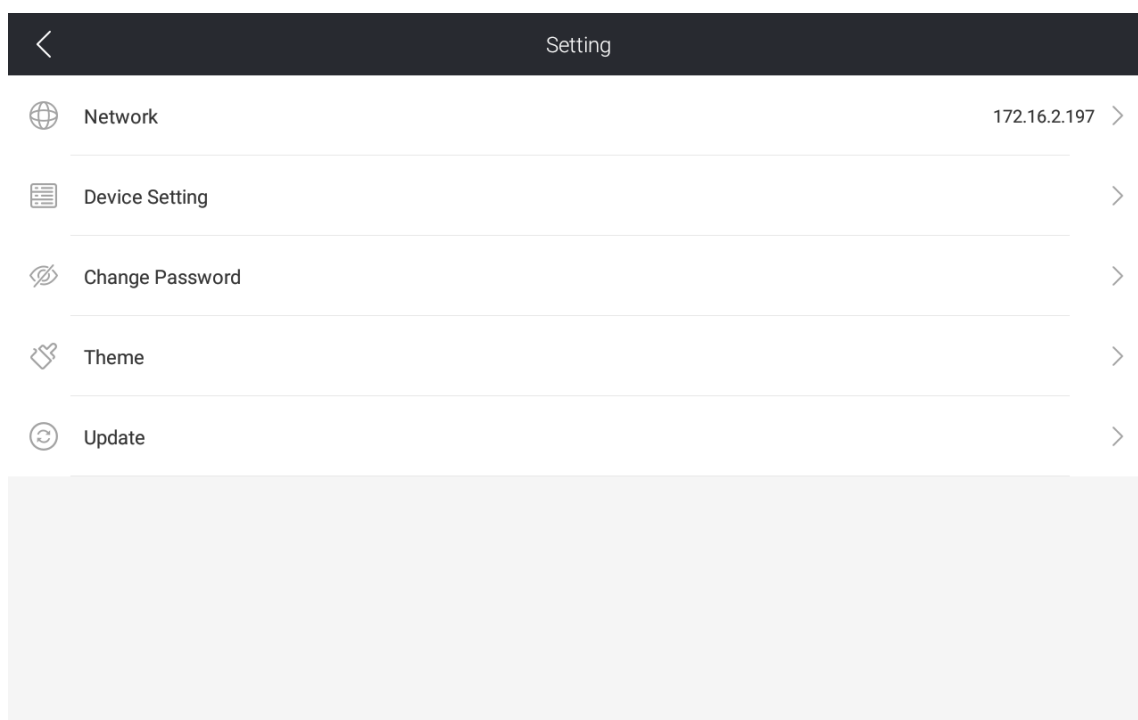 Setting
Network 172.16.2.197
Device Setting
Change Password
Theme
Update